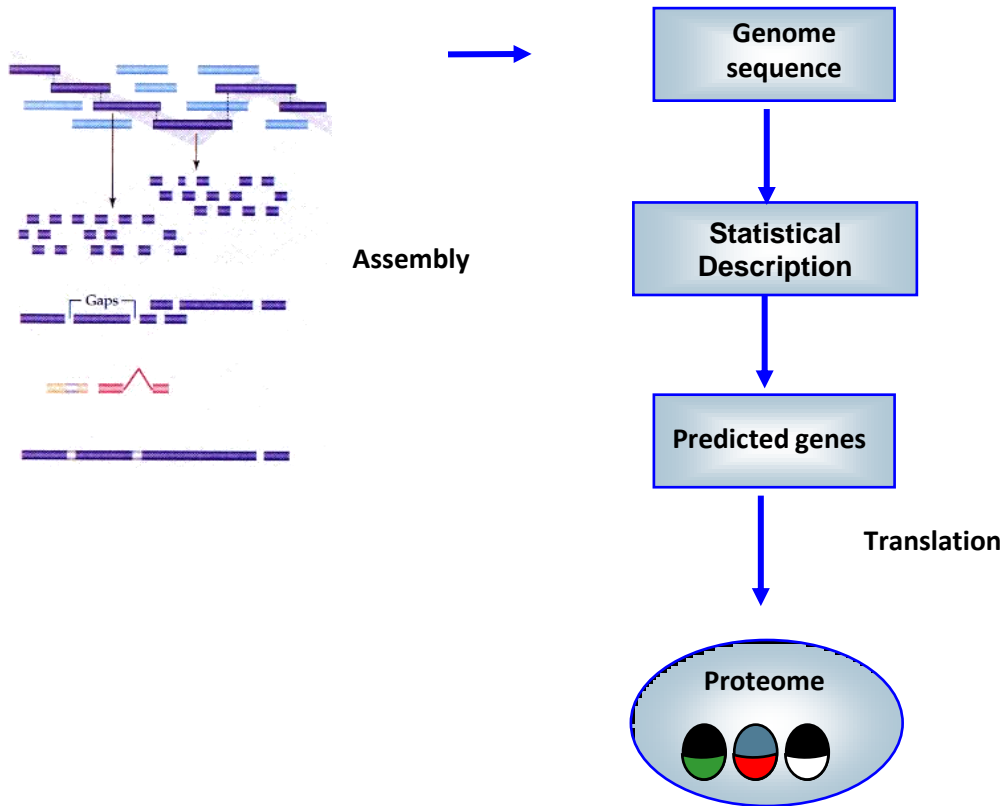 Genome
sequence
Assembly
Statistical
Description
Gaps
Predicted genes
Translation
Proteome